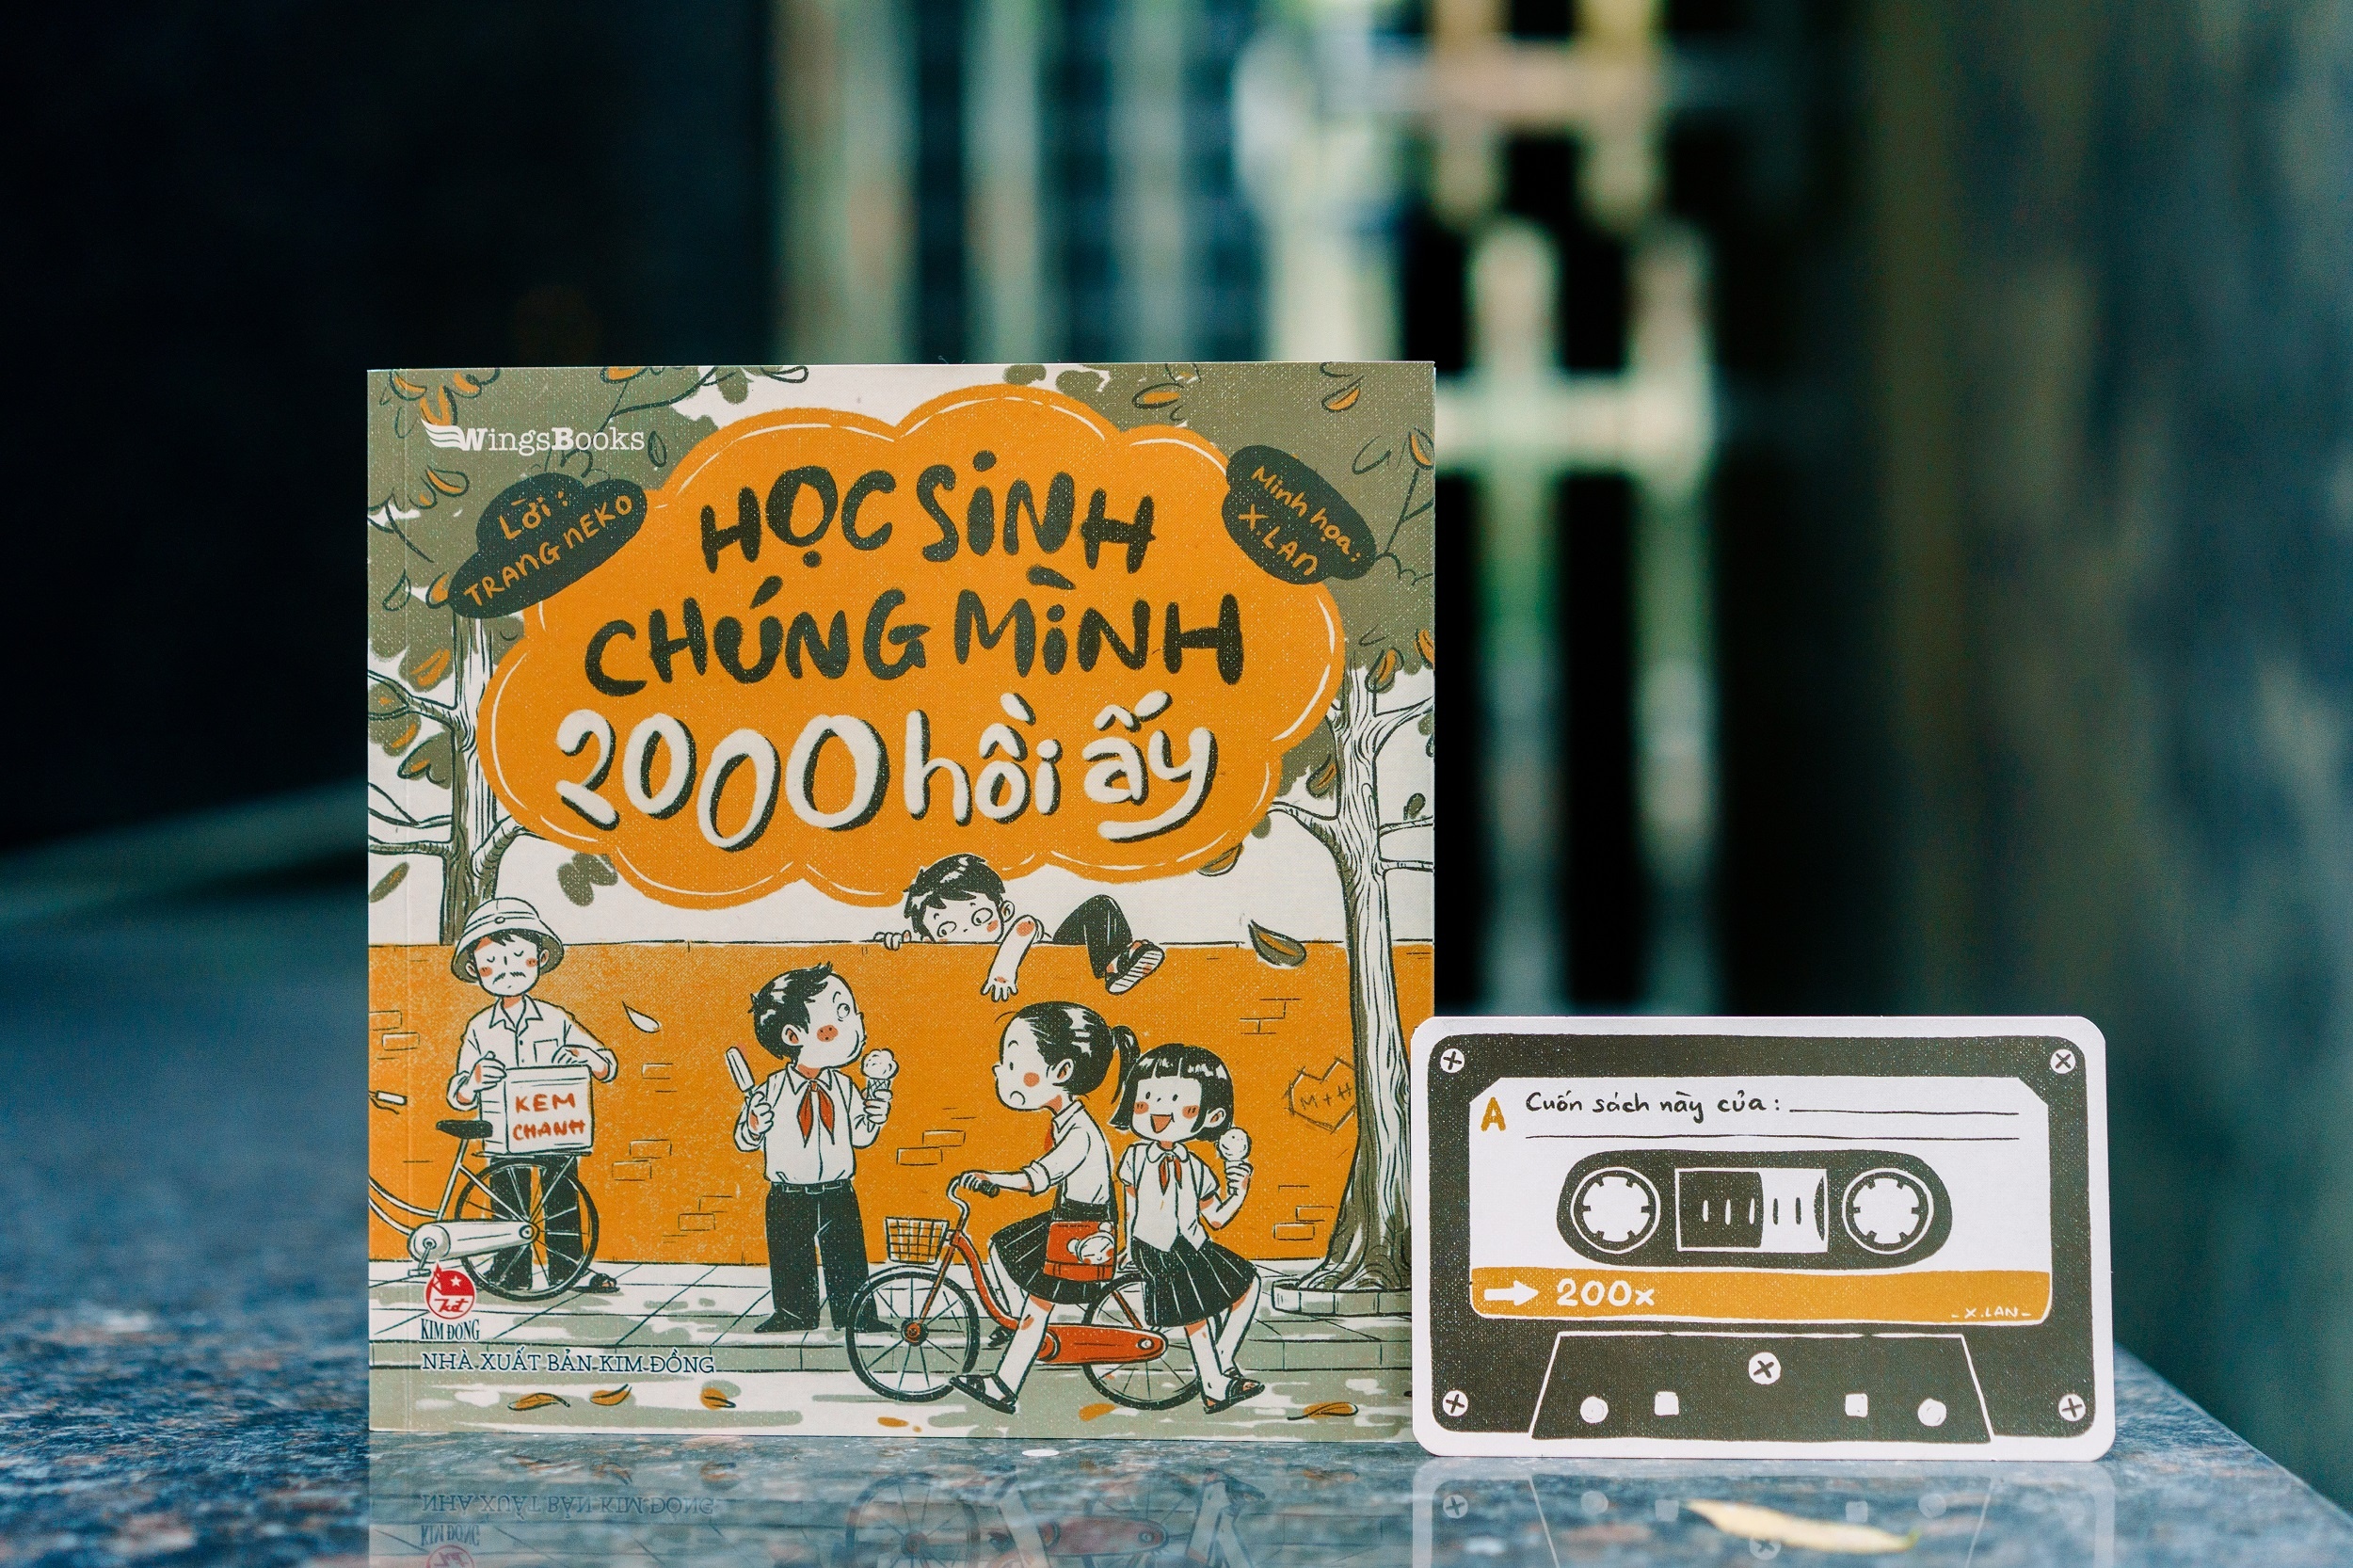 WingsBooks
Lời:
TRANG NEKO
HỌC SINH
CHÚNG MÌNH
2000 hồi ấy
Minh họa:
X.LAN
KEM
CHANH
M+H
KIM ĐỒNG
NHÀ XUẤT BẢN KIM ĐỒNG
A Cuốn sách này của:
200x
-X.LAN-